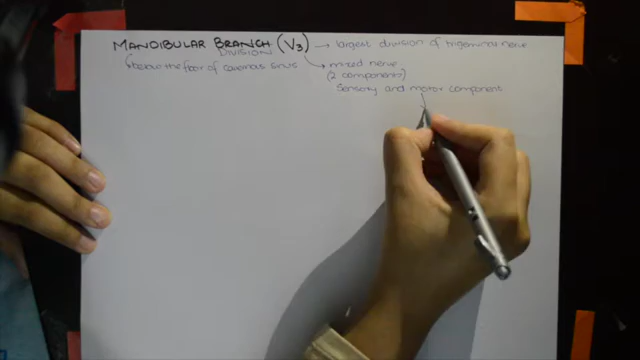 MANDIBULAR BRANCH (V3) → largest division of trigeminal nerve
DIVISION
below the floor of cavernous sinus
mixed nerve
(2 components)
Sensory and motor component